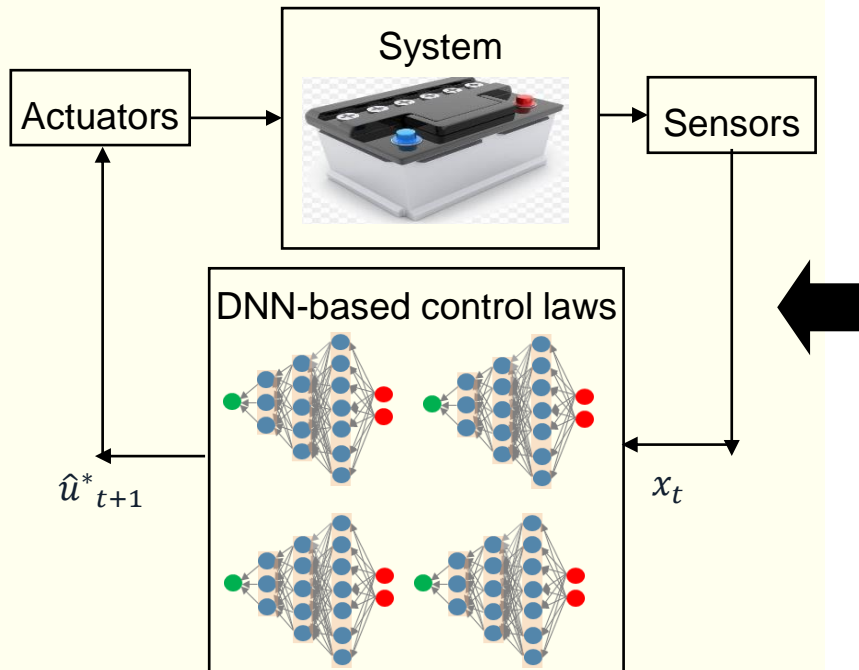 System
Actuators
Sensors
DNN-based control laws
û*ₜ₊₁
xₜ